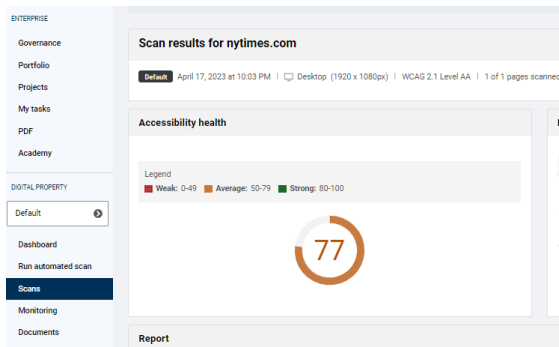 ENTERPRISE
Governance
Portfolio
Projects
My tasks
PDF
Academy
DIGITAL PROPERTY
Default
Dashboard
Run automated scan
Scans
Monitoring
Documents
Scan results for nytimes.com
Default April 17, 2023 at 10:03 PM | Desktop (1920 x 1080px) | WCAG 2.1 Level AA | 1 of 1 pages scanned
Accessibility health
Legend
Weak: 0-49 Average: 50-79 Strong: 80-100
77
Report